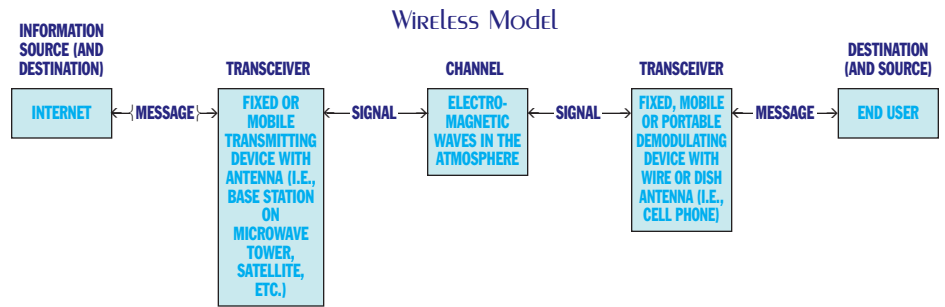 Wireless Model
INFORMATION
SOURCE (AND
DESTINATION)
TRANSCEIVER
CHANNEL
TRANSCEIVER
DESTINATION
(AND SOURCE)
INTERNET
{MESSAGE}
FIXED OR
MOBILE
TRANSMITTING
DEVICE WITH
ANTENNA (I.E.,
BASE STATION
ON
MICROWAVE
TOWER,
SATELLITE,
ETC.)
SIGNAL
ELECTRO-
MAGNETIC
WAVES IN THE
ATMOSPHERE
SIGNAL
FIXED, MOBILE
OR PORTABLE
DEMODULATING
DEVICE WITH
WIRE OR DISH
ANTENNA (I.E.,
CELL PHONE)
MESSAGE
END USER